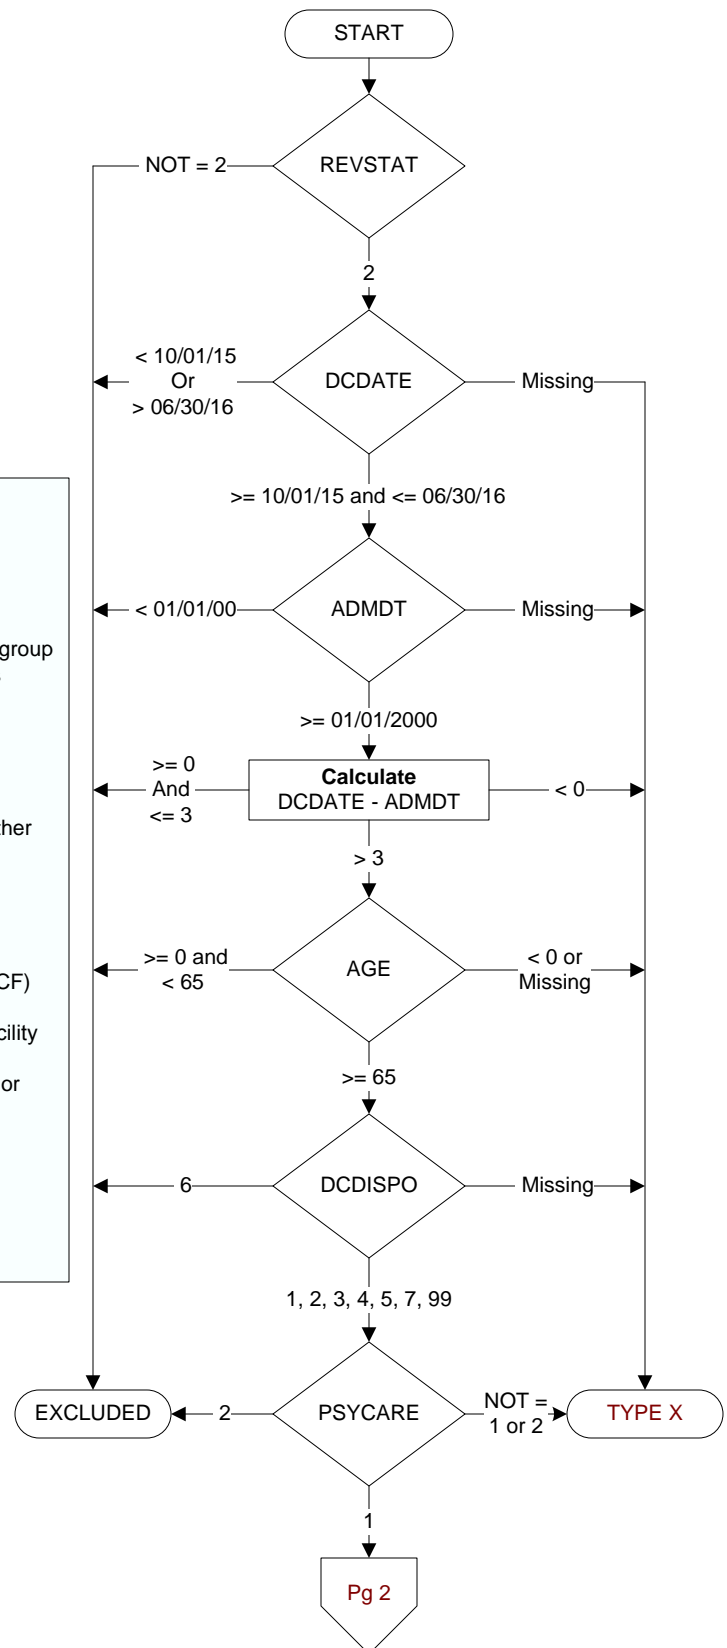 START
REVSTAT
NOT = 2
2
< 10/01/15
Or
> 06/30/16
DCDATE
Missing
>= 10/01/15 and <= 06/30/16
< 01/01/00
ADMDT
Missing
group
>= 01/01/2000
>= 0
And
<= 3
Calculate
DCDATE - ADMDT
< 0
ther
> 3
>= 0 and
< 65
AGE
< 0 or
Missing
CF)
cility
>= 65
or
6
DCDISPO
Missing
1, 2, 3, 4, 5, 7, 99
EXCLUDED
2
PSYCARE
NOT =
1 or 2
TYPE X
1
Pg 2